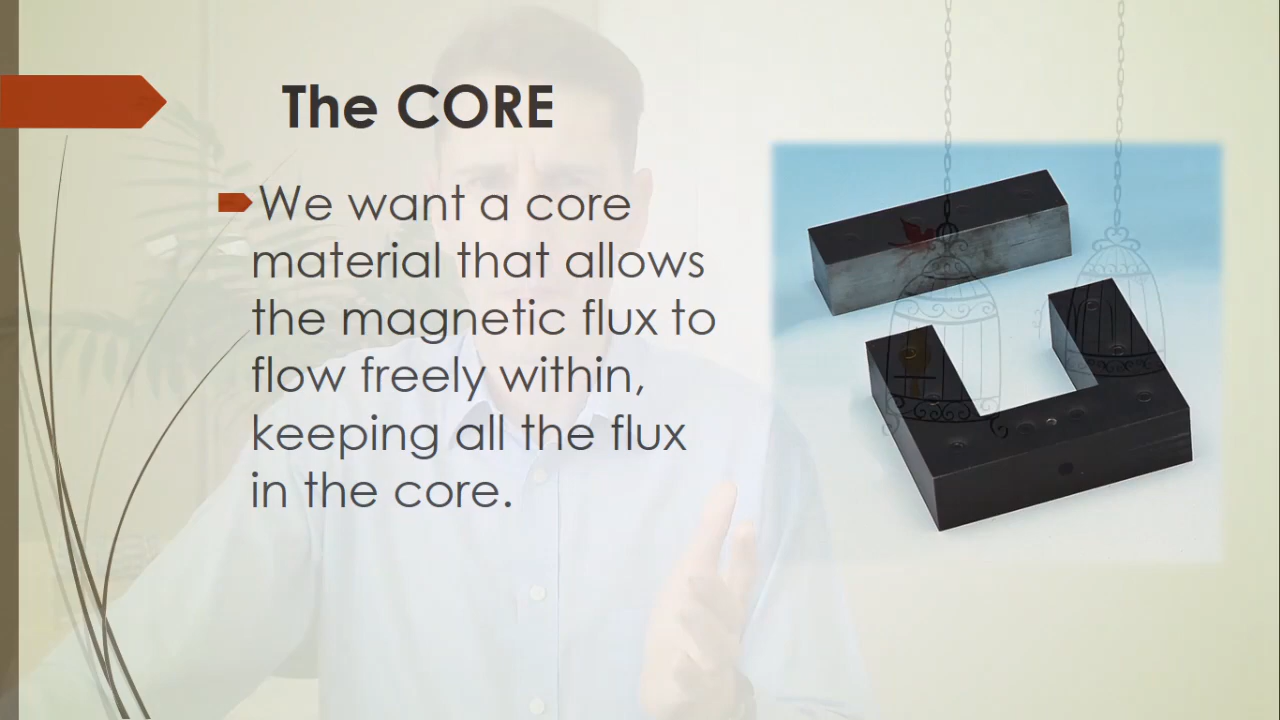 The CORE
We want a core
material that allows
the magnetic flux to
flow freely within,
keeping all the flux
in the core.